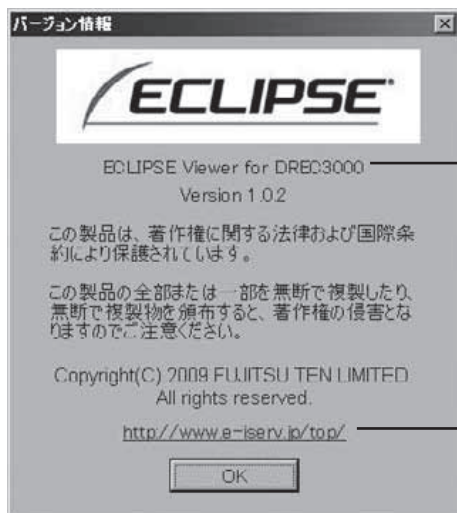 バージョン情報
ECLIPSE
ECLIPSE Viewer for DREC3000
Version 1.0.2
この製品は、著作権に関する法律および国際条
約により保護されています。
この製品の全部または一部を無断で複製したり、
無断で複製物を頒布すると、著作権の侵害とな
りますのでご注意ください。
Copyright(C) 2009 FUJITSU TEN LIMITED
All rights reserved.
http://www.e-iserv.jp/top/
OK